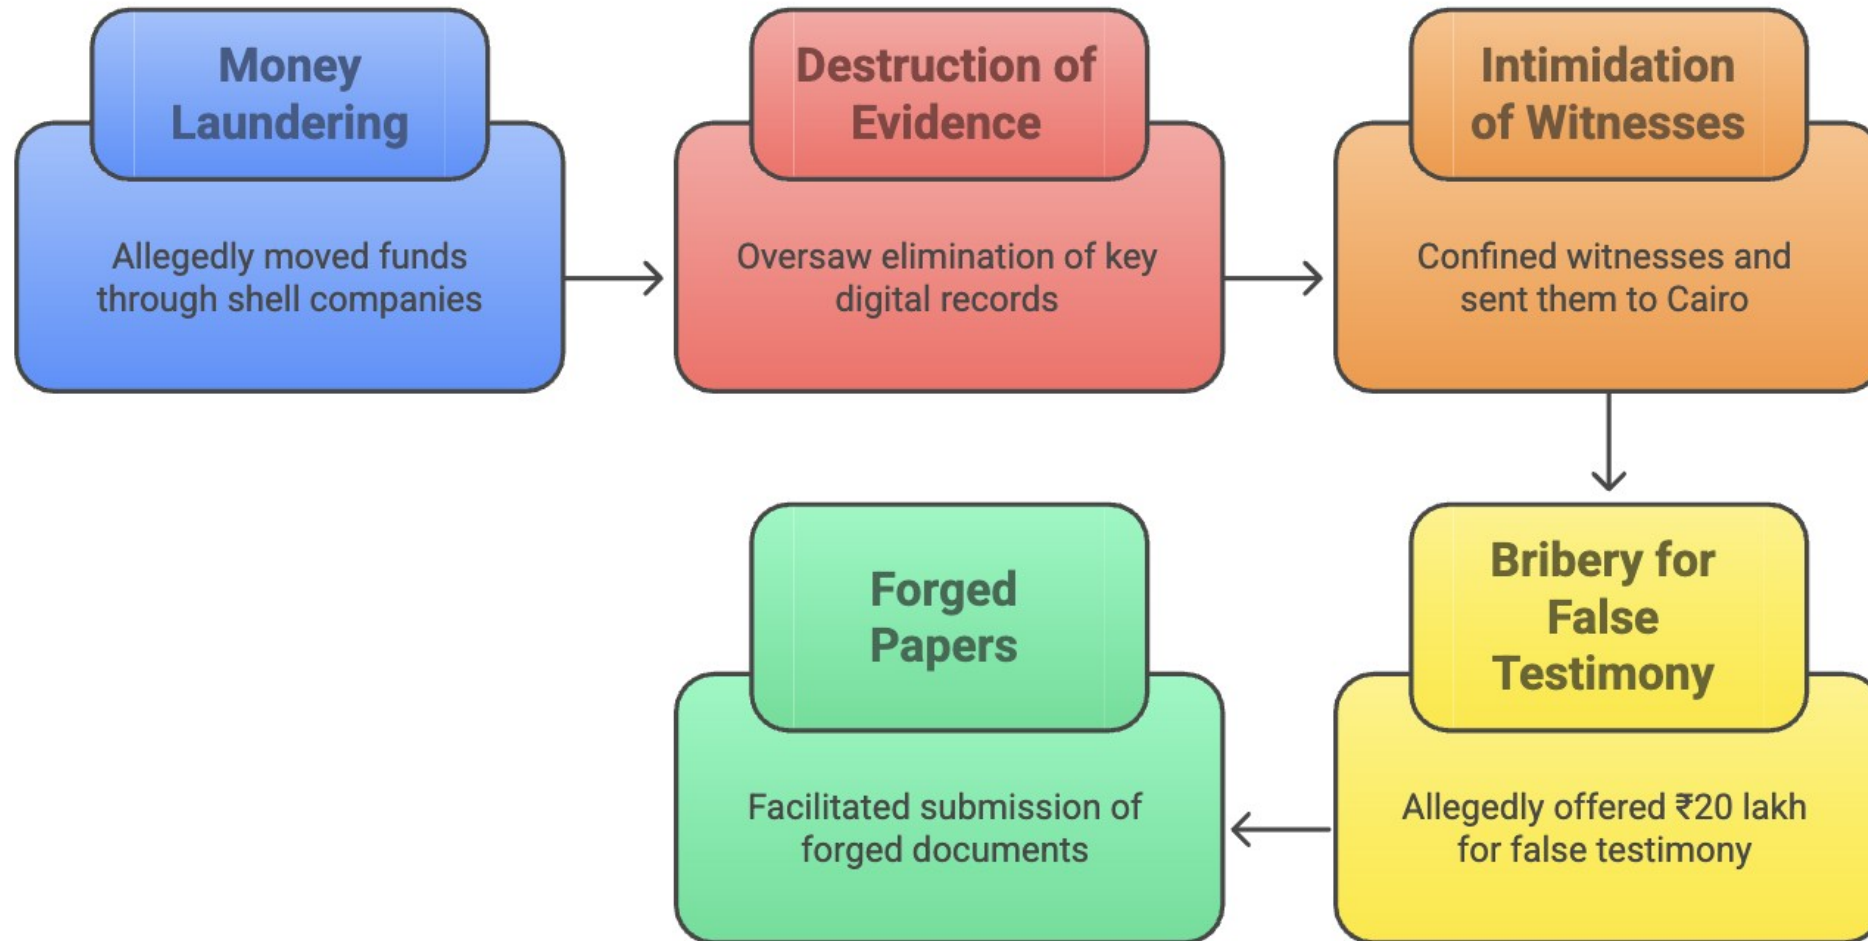 Money
Laundering
Allegedly moved funds
through shell companies
Destruction of
Evidence
Oversaw elimination of key
digital records
Intimidation
of Witnesses
Confined witnesses and
sent them to Cairo
Bribery for
False
Testimony
Allegedly offered ₹20 lakh
for false testimony
Forged
Papers
Facilitated submission of
forged documents